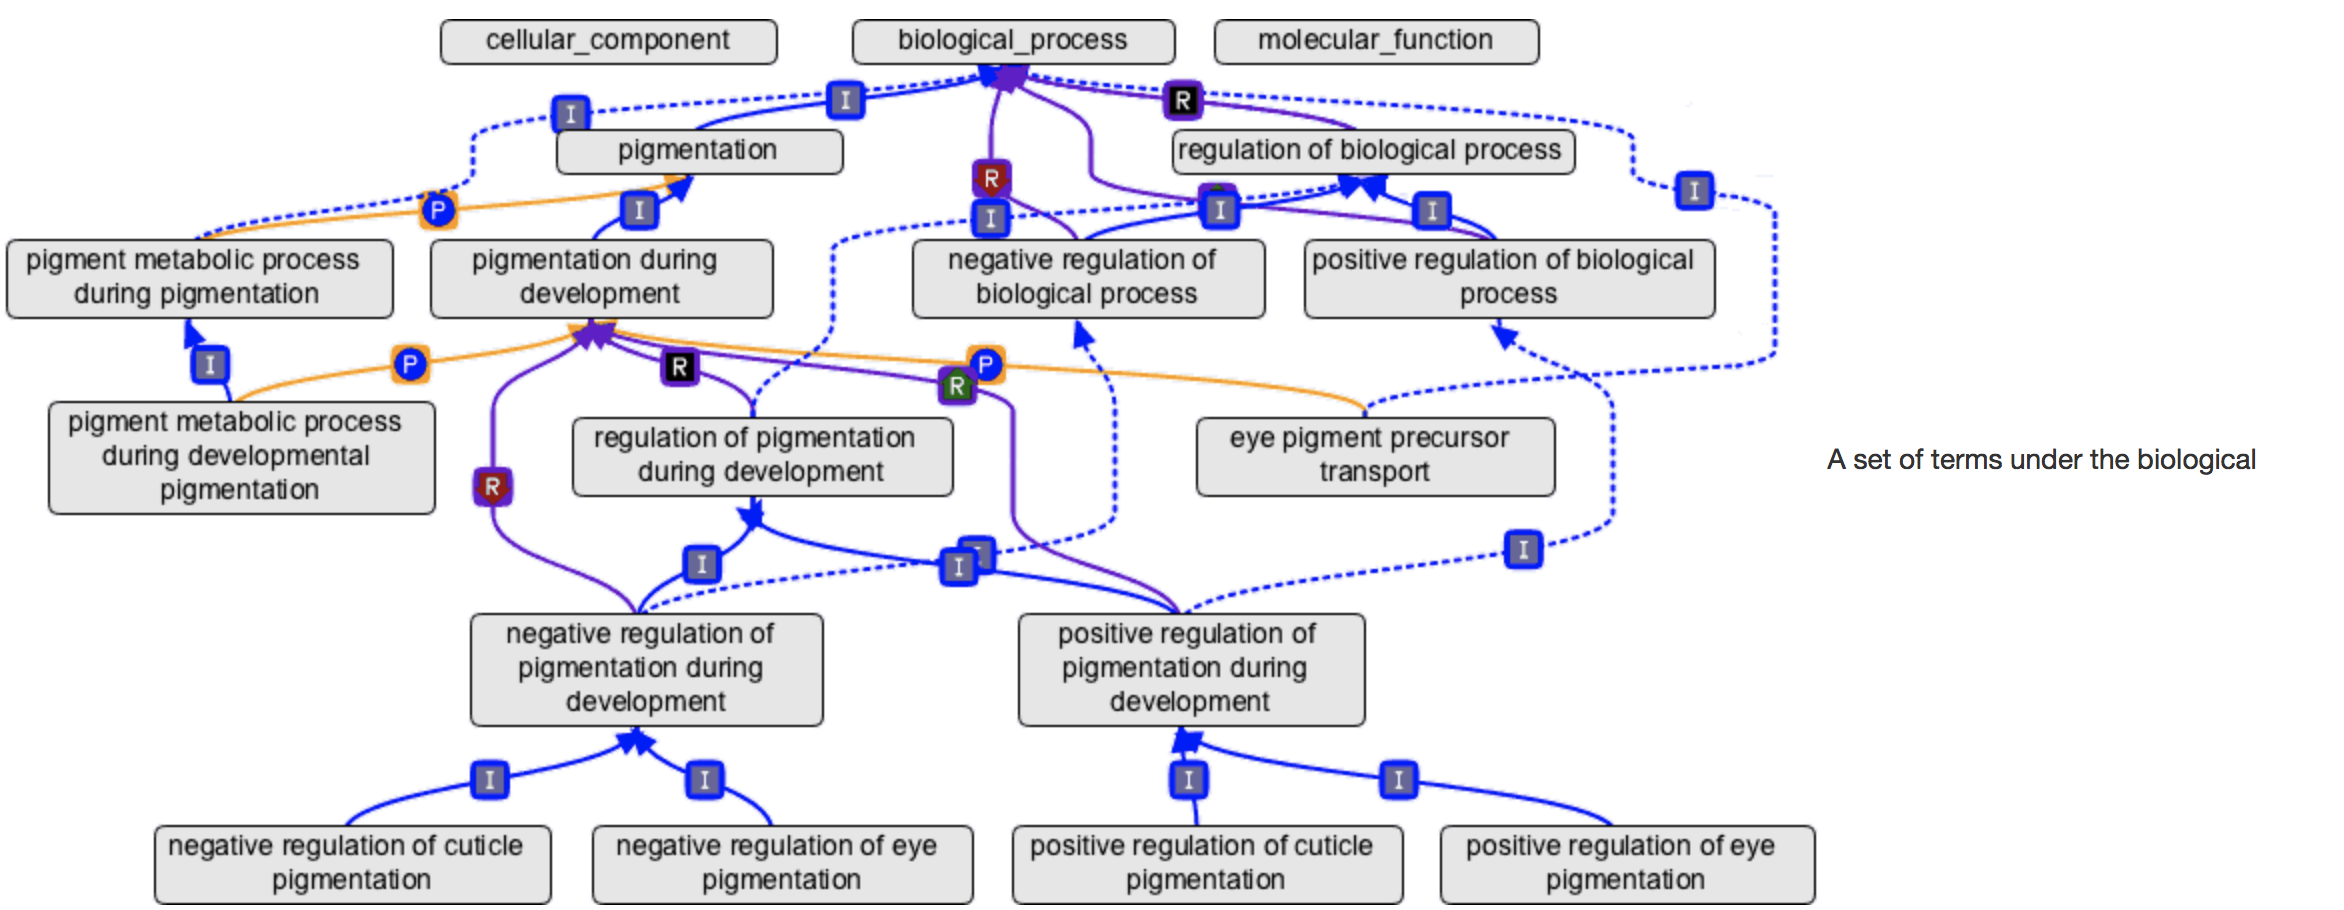 cellular_component
biological_process
molecular_function
I
R
I
pigmentation
regulation of biological process
R
I
P
I
I
I
I
pigment metabolic process
during pigmentation
pigmentation during
development
negative regulation of
biological process
positive regulation of biological
process
I
P
R
P
R
pigment metabolic process
during developmental
pigmentation
regulation of pigmentation
during development
eye pigment precursor
transport
A set of terms under the biological
R
I
I
I
negative regulation of
pigmentation during
development
positive regulation of
pigmentation during
development
I
I
I
I
negative regulation of cuticle
pigmentation
negative regulation of eye
pigmentation
positive regulation of cuticle
pigmentation
positive regulation of eye
pigmentation